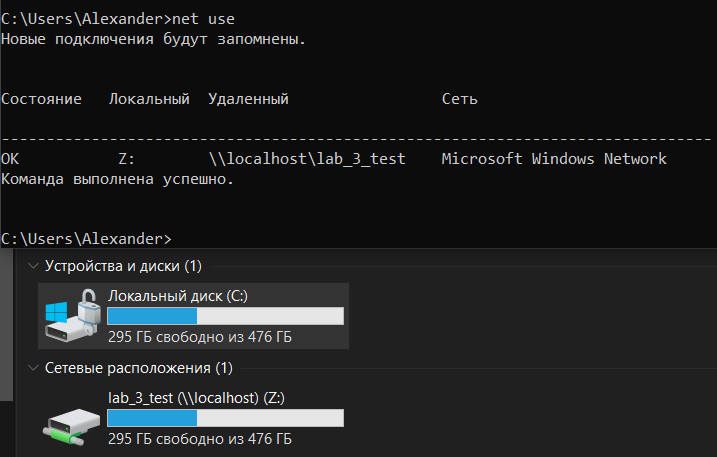 C:\Users\Alexander>net use
Новые подключения будут запомнены.
Состояние Локальный Удаленный Сеть
-------------------------------------------------------------------------------
OK Z: \\localhost\lab_3_test Microsoft Windows Network
Команда выполнена успешно.
C:\Users\Alexander>
Устройства и диски (1)
Локальный диск (C:)
295 ГБ свободно из 476 ГБ
Сетевые расположения (1)
lab_3_test (\\localhost) (Z:)
295 ГБ свободно из 476 ГБ